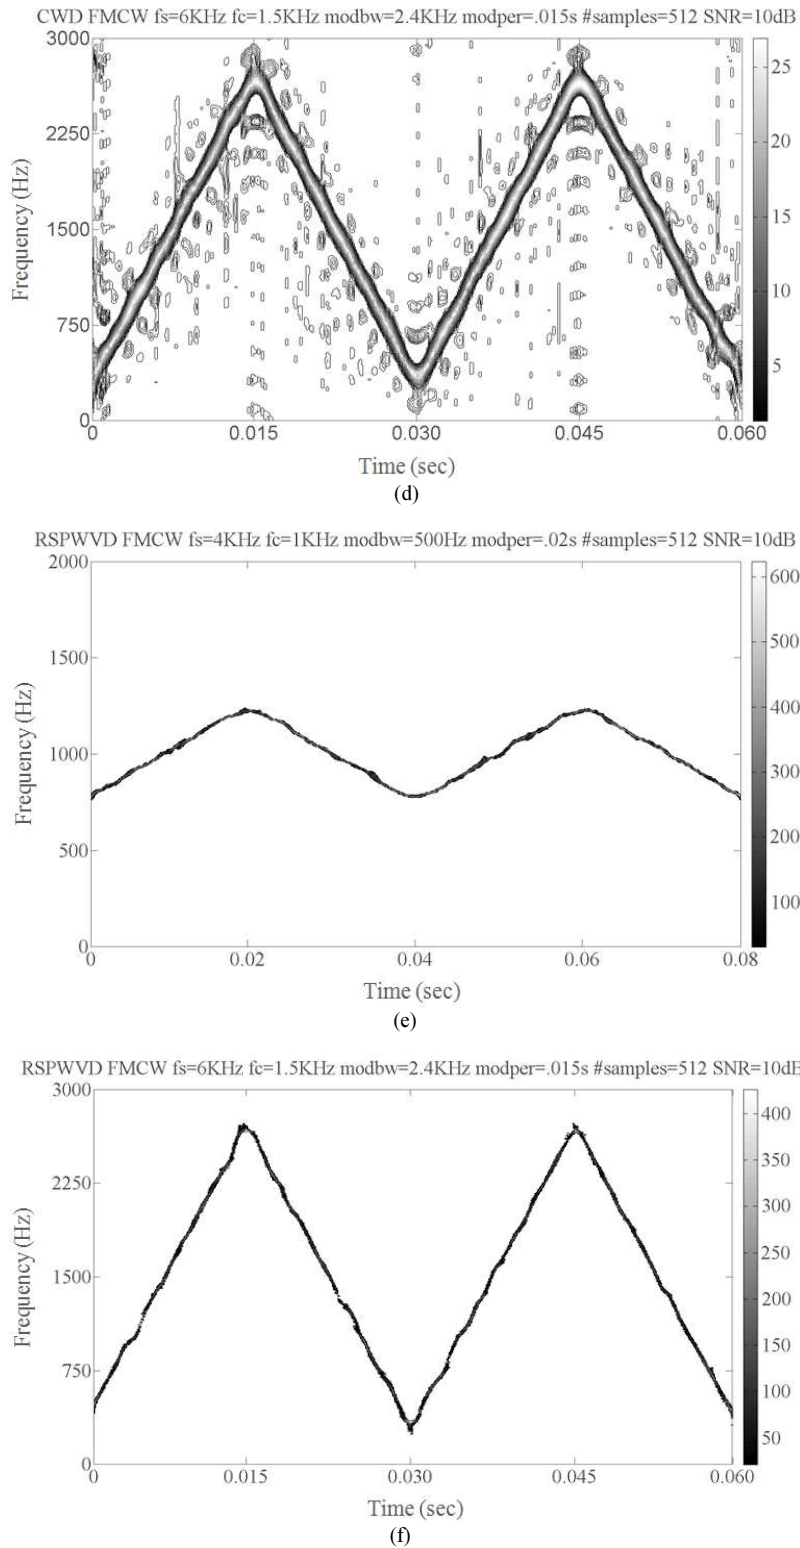 CWD FMCW fs=6KHz fc=1.5KHz modbw=2.4KHz modper=.015s #samples=512 SNR=10dB
3000
2250
1500
750
0
Frequency (Hz)
0 0.015 0.030 0.045 0.060
Time (sec)
25
20
15
10
5
(d)
RSPWVD FMCW fs=4KHz fc=1KHz modbw=500Hz modper=.02s #samples=512 SNR=10dB
2000
1500
1000
500
0
Frequency (Hz)
0 0.02 0.04 0.06 0.08
Time (sec)
600
500
400
300
200
100
(e)
RSPWVD FMCW fs=6KHz fc=1.5KHz modbw=2.4KHz modper=.015s #samples=512 SNR=10dB
3000
2250
1500
750
0
Frequency (Hz)
0 0.015 0.030 0.045 0.060
Time (sec)
400
350
300
250
200
150
100
50
(f)